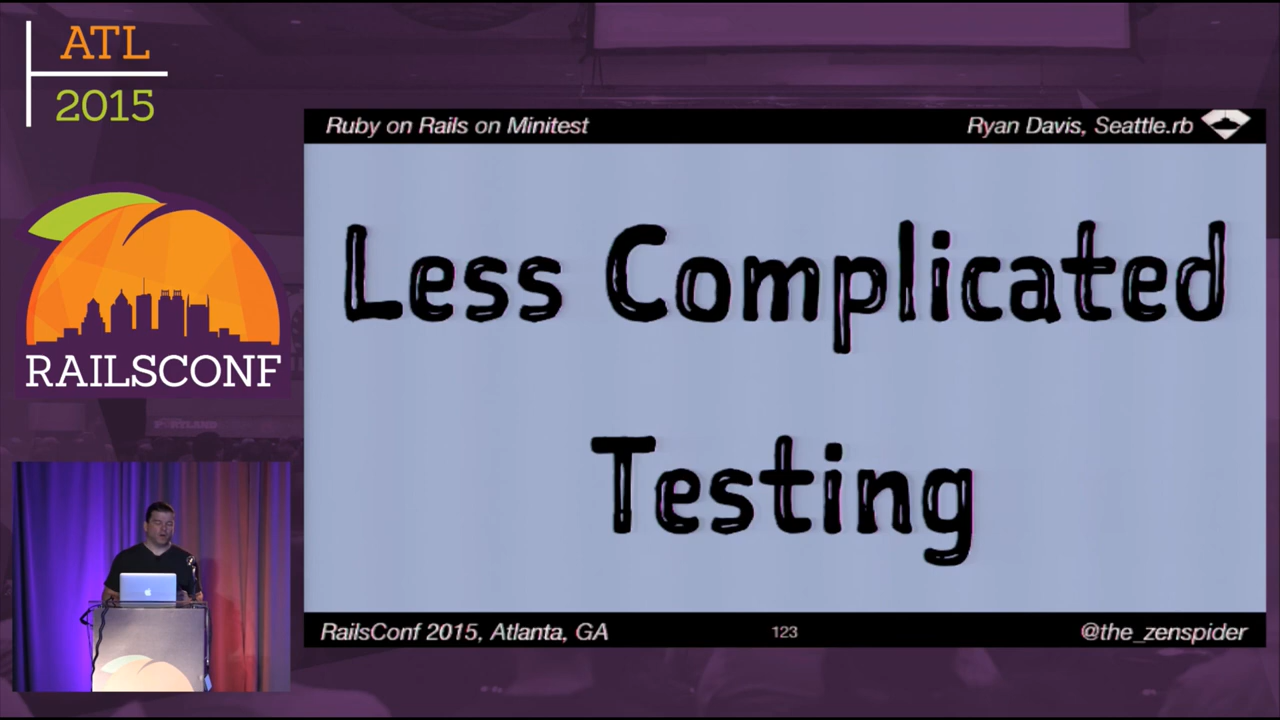 ATL
2015
RAILSCONF
Ruby on Rails on Minitest
Ryan Davis, Seattle.rb
Less Complicated
Testing
RailsConf 2015, Atlanta, GA
123
@the_zenspider
PORTLAND